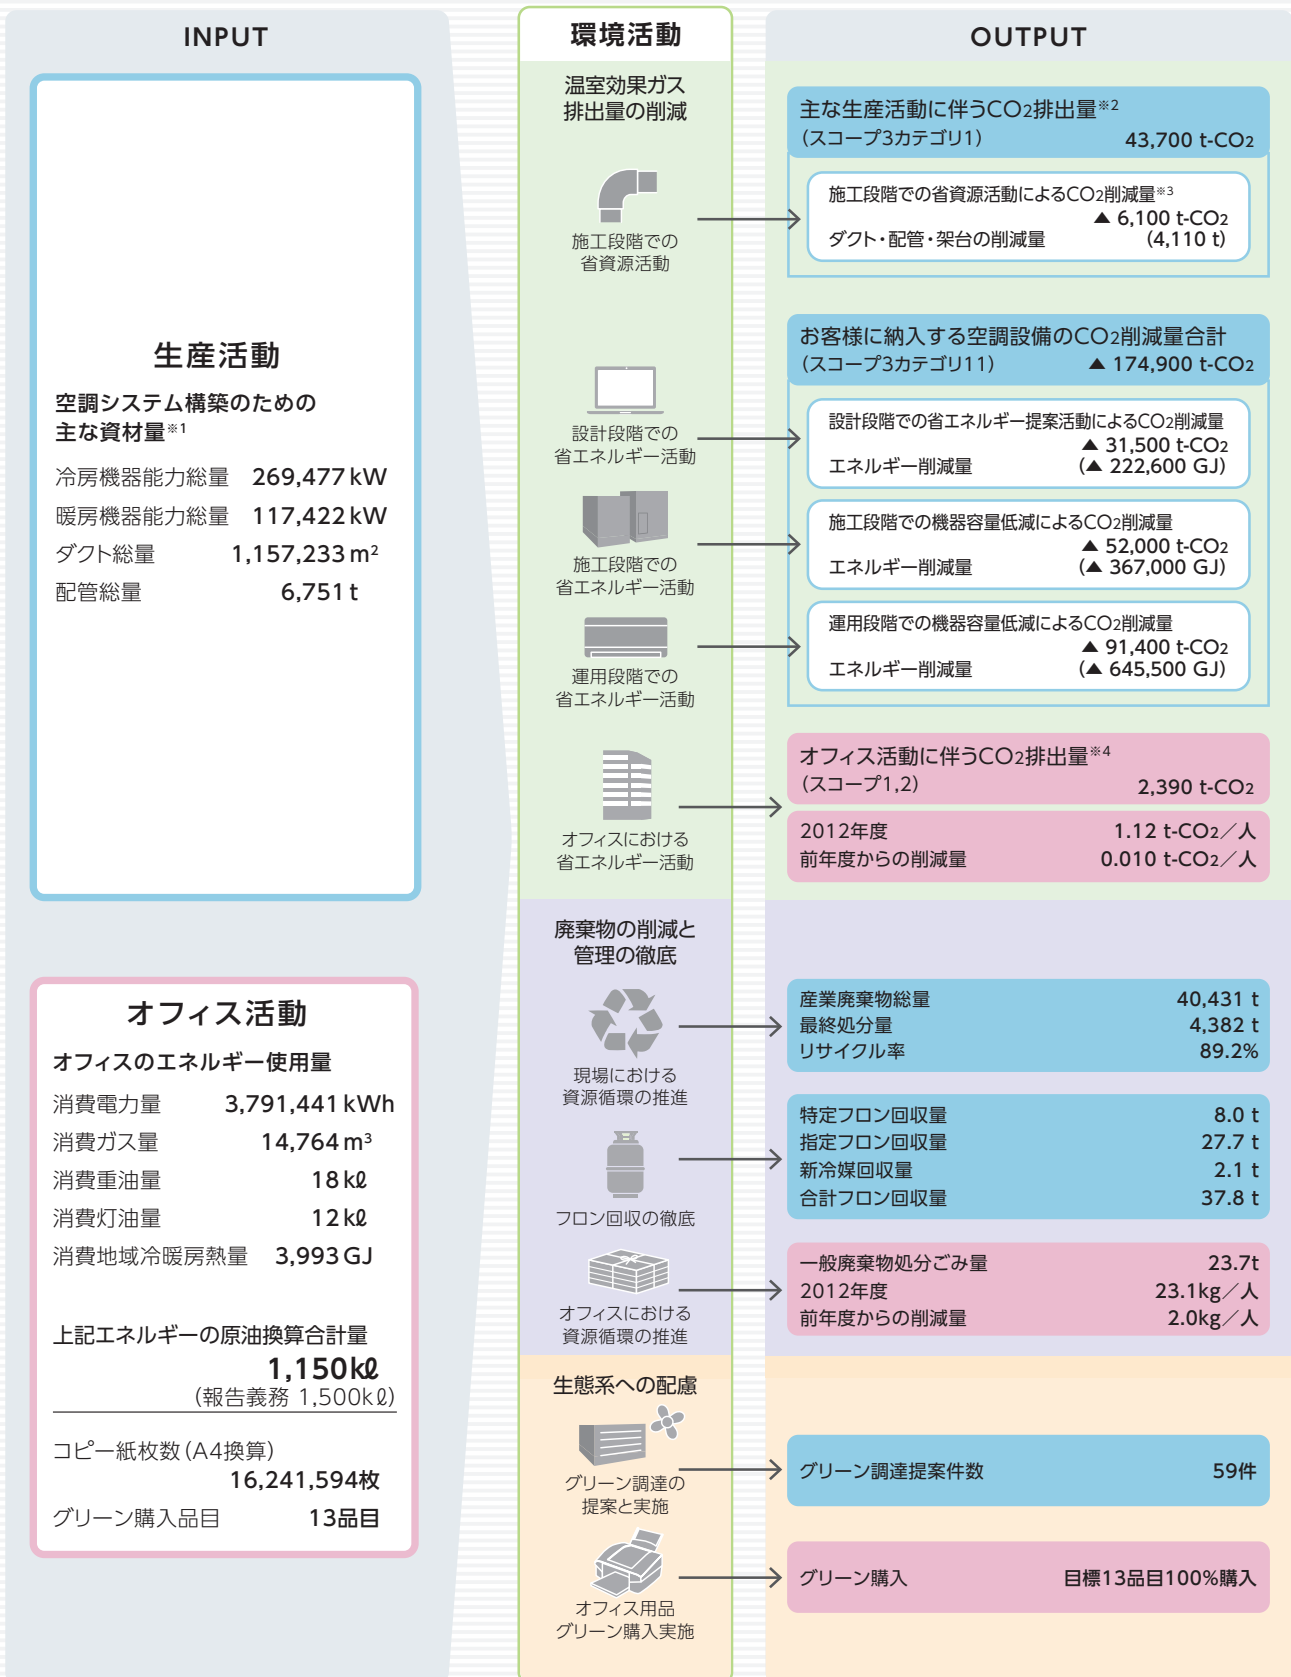 INPUT
生産活動
空調システム構築のための
主な資材量※1
冷房機器能力総量 269,477 kW
暖房機器能力総量 117,422 kW
ダクト総量 1,157,233 m²
配管総量 6,751 t
オフィス活動
オフィスのエネルギー使用量
消費電力量 3,791,441 kWh
消費ガス量 14,764 m³
消費重油量 18 kℓ
消費灯油量 12 kℓ
消費地域冷暖房熱量 3,993 GJ
上記エネルギーの原油換算合計量
1,150 kℓ
(報告義務 1,500kℓ)
コピー紙枚数(A4換算)
16,241,594枚
グリーン購入品目 13品目
環境活動
温室効果ガス
排出量の削減
施工段階での
省資源活動
設計段階での
省エネルギー活動
施工段階での
省エネルギー活動
運用段階での
省エネルギー活動
オフィスにおける
省エネルギー活動
廃棄物の削減と
管理の徹底
現場における
資源循環の推進
フロン回収の徹底
オフィスにおける
資源循環の推進
生態系への配慮
グリーン調達の
提案と実施
オフィス用品
グリーン購入実施
OUTPUT
主な生産活動に伴うCO2排出量※2
(スコープ3カテゴリ1) 43,700 t-CO2
施工段階での省資源活動によるCO2削減量※3
▲ 6,100 t-CO2
ダクト・配管・架台の削減量 (4,110 t)
お客様に納入する空調設備のCO2削減量合計
(スコープ3カテゴリ11) ▲ 174,900 t-CO2
設計段階での省エネルギー提案活動によるCO2削減量
▲ 31,500 t-CO2
エネルギー削減量 (▲ 222,600 GJ)
施工段階での機器容量低減によるCO2削減量
▲ 52,000 t-CO2
エネルギー削減量 (▲ 367,000 GJ)
運用段階での機器容量低減によるCO2削減量
▲ 91,400 t-CO2
エネルギー削減量 (▲ 645,500 GJ)
オフィス活動に伴うCO2排出量※4
(スコープ1,2) 2,390 t-CO2
2012年度 1.12 t-CO2／人
前年度からの削減量 0.010 t-CO2／人
産業廃棄物総量 40,431 t
最終処分量 4,382 t
リサイクル率 89.2%
特定フロン回収量 8.0 t
指定フロン回収量 27.7 t
新冷媒回収量 2.1 t
合計フロン回収量 37.8 t
一般廃棄物処分ごみ量 23.7t
2012年度 23.1kg／人
前年度からの削減量 2.0kg／人
グリーン調達提案件数 59件
グリーン購入 目標13品目100%購入